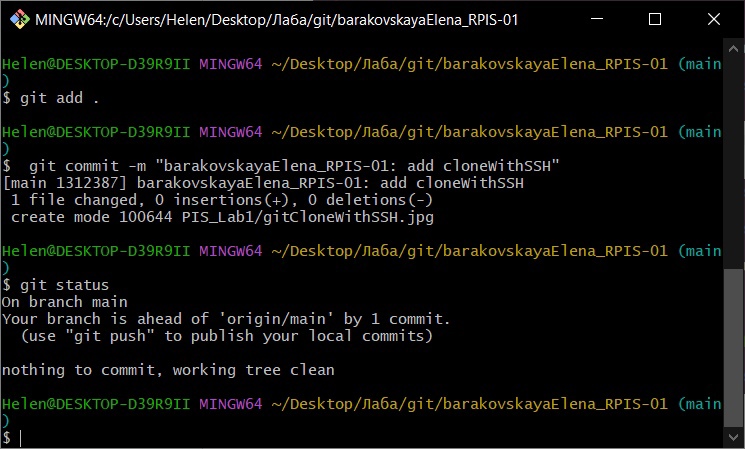 MINGW64:/c/Users/Helen/Desktop/Лаба/git/barakovskayaElena_RPIS-01
Helen@DESKTOP-D39R9II MINGW64 ~/Desktop/Лаба/git/barakovskayaElena_RPIS-01 (main
)
$ git add .
Helen@DESKTOP-D39R9II MINGW64 ~/Desktop/Лаба/git/barakovskayaElena_RPIS-01 (main
)
$  git commit -m "barakovskayaElena_RPIS-01: add cloneWithSSH"
[main 1312387] barakovskayaElena_RPIS-01: add cloneWithSSH
 1 file changed, 0 insertions(+), 0 deletions(-)
 create mode 100644 PIS_Lab1/gitCloneWithSSH.jpg
Helen@DESKTOP-D39R9II MINGW64 ~/Desktop/Лаба/git/barakovskayaElena_RPIS-01 (main
)
$ git status
On branch main
Your branch is ahead of 'origin/main' by 1 commit.
  (use "git push" to publish your local commits)
nothing to commit, working tree clean
Helen@DESKTOP-D39R9II MINGW64 ~/Desktop/Лаба/git/barakovskayaElena_RPIS-01 (main
)
$